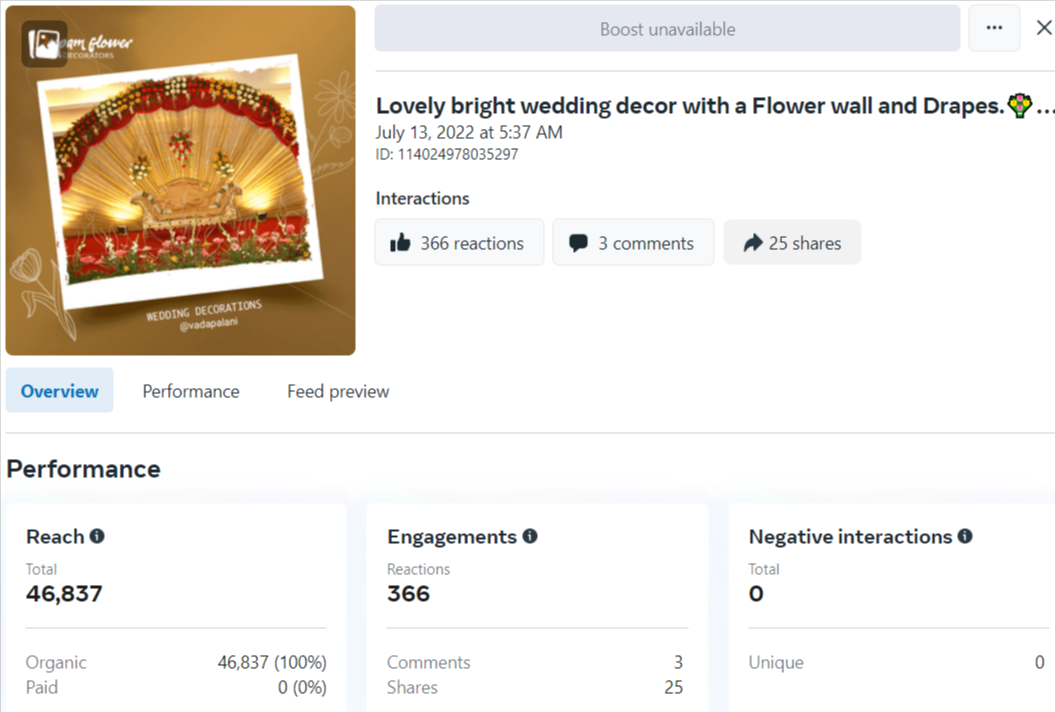 pam flower
DECORATORS
WEDDING DECORATIONS
@vadapalani
Boost unavailable
Lovely bright wedding decor with a Flower wall and Drapes.💐...
July 13, 2022 at 5:37 AM
ID: 114024978035297
Interactions
366 reactions 3 comments 25 shares
Overview Performance Feed preview
Performance
Reach
Total
46,837
Organic 46,837 (100%)
Paid 0 (0%)
Engagements
Reactions
366
Comments 3
Shares 25
Negative interactions
Total
0
Unique 0